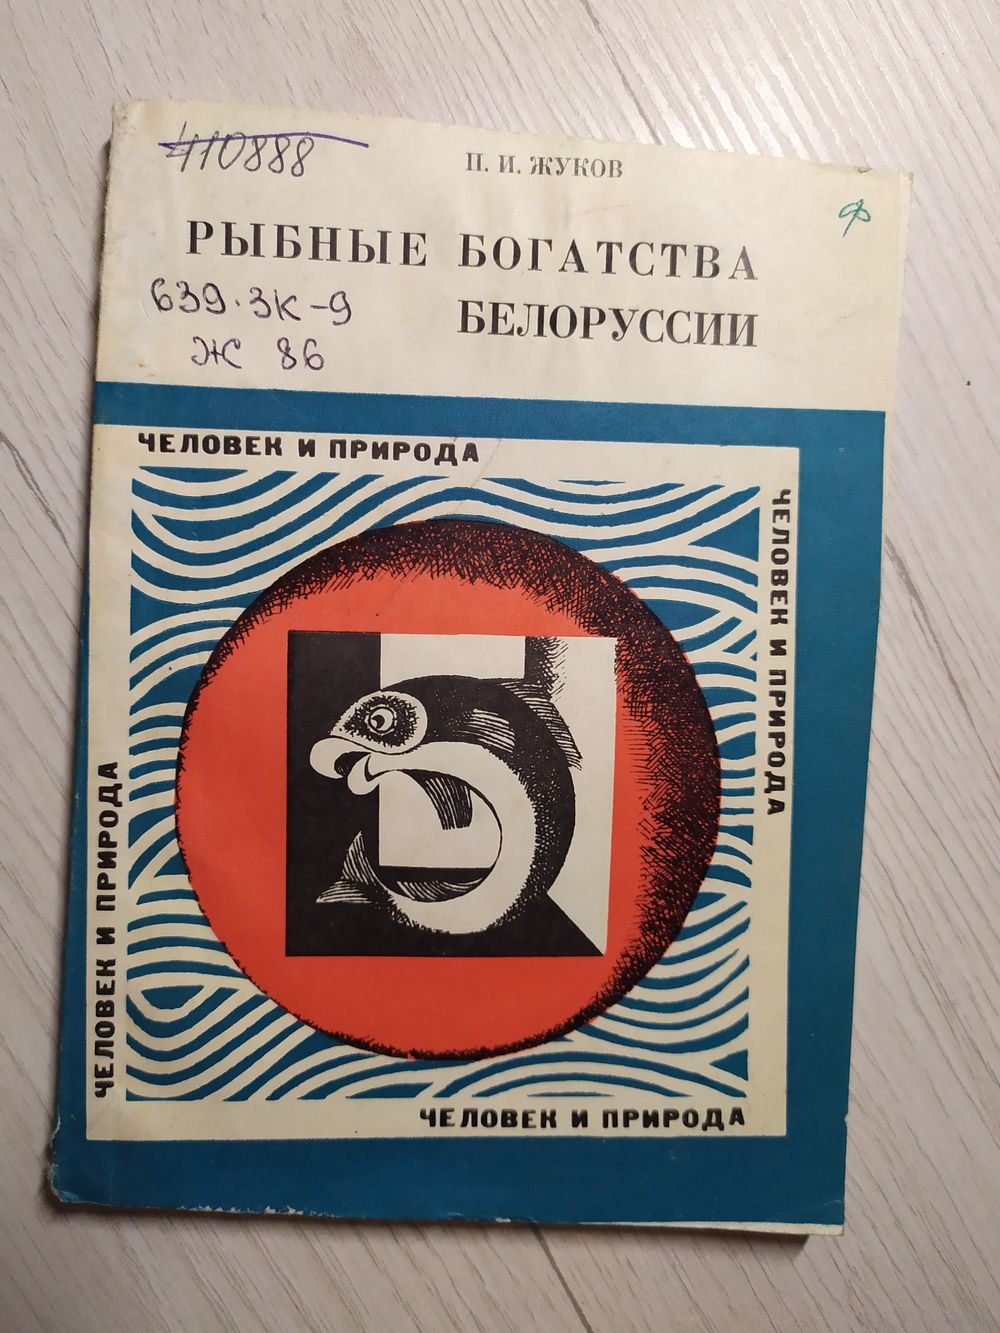 410888
П. И. ЖУКОВ
ф
РЫБНЫЕ БОГАТСТВА
БЕЛОРУССИИ
639.3К-9
Ж 86
ЧЕЛОВЕК И ПРИРОДА
ЧЕЛОВЕК И ПРИРОДА
ЧЕЛОВЕК И ПРИРОДА
ЧЕЛОВЕК И ПРИРОДА